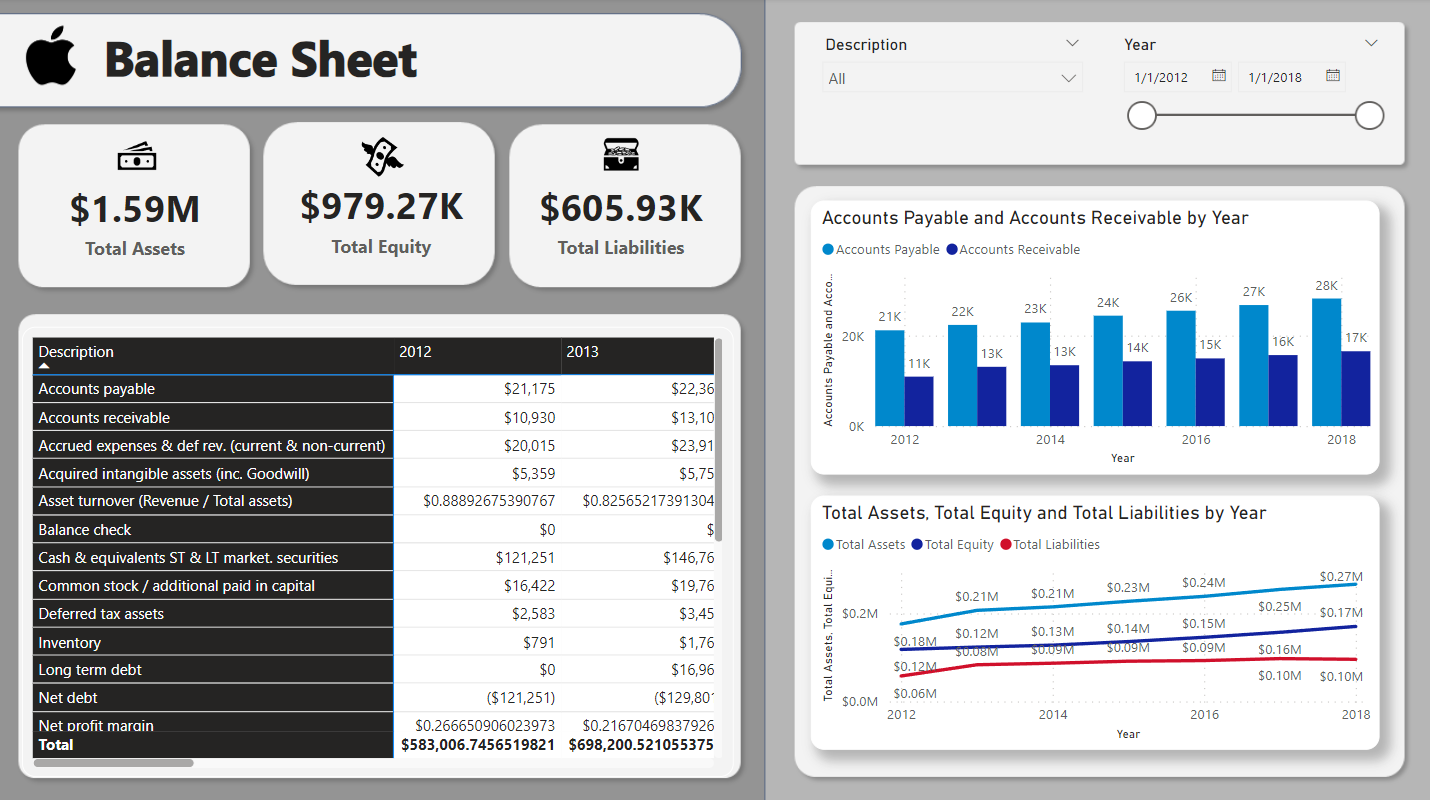 Balance Sheet
$1.59M
Total Assets
$979.27K
Total Equity
$605.93K
Total Liabilities
Description 2012 2013
Accounts payable $21,175 $22,36
Accounts receivable $10,930 $13,10
Accrued expenses & def rev. (current & non-current) $20,015 $23,91
Acquired intangible assets (inc. Goodwill) $5,359 $5,75
Asset turnover (Revenue / Total assets) $0.88892675390767 $0.82565217391304
Balance check $0 $
Cash & equivalents ST & LT market. securities $121,251 $146,76
Common stock / additional paid in capital $16,422 $19,76
Deferred tax assets $2,583 $3,45
Inventory $791 $1,76
Long term debt $0 $16,96
Net debt ($121,251) ($129,801
Net profit margin $0.266650906023973 $0.21670469837926
Total $583,006.7456519821 $698,200.521055375
Description
All
Year
1/1/2012 1/1/2018
Accounts Payable and Accounts Receivable by Year
Accounts Payable Accounts Receivable
Accounts Payable and Acco...
20K
0K
21K 11K 22K 13K 23K 13K 24K 14K 26K 15K 27K 16K 28K 17K
2012 2014 2016 2018
Year
Total Assets, Total Equity and Total Liabilities by Year
Total Assets Total Equity Total Liabilities
Total Assets, Total Equi...
$0.2M
$0.0M
$0.18M $0.21M $0.21M $0.23M $0.24M $0.25M $0.27M
$0.12M $0.12M $0.13M $0.14M $0.15M $0.16M $0.17M
$0.06M $0.08M $0.09M $0.09M $0.09M $0.10M $0.10M
2012 2014 2016 2018
Year